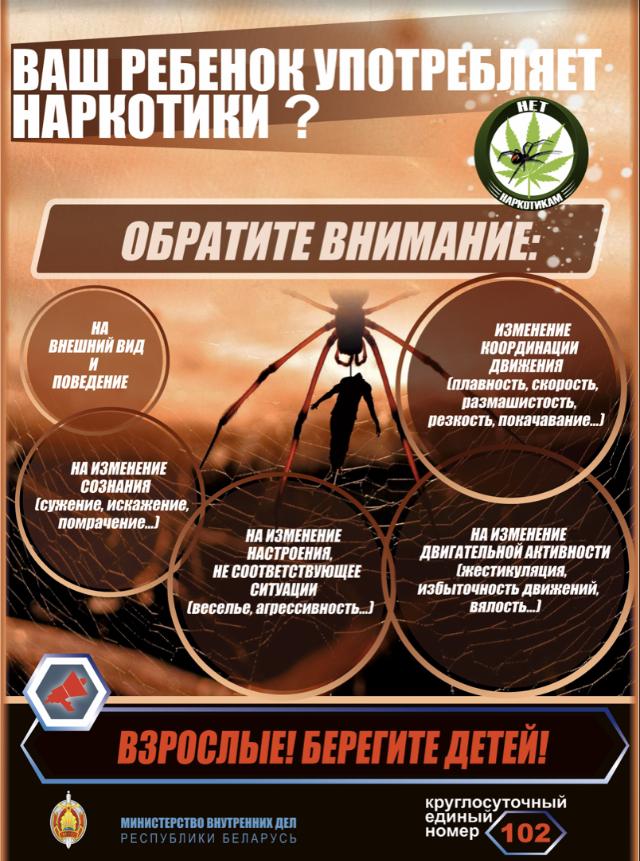 ВАШ РЕБЕНОК УПОТРЕБЛЯЕТ
НАРКОТИКИ ?
НЕТ
НАРКОТИКАМ
ОБРАТИТЕ ВНИМАНИЕ:
НА
ВНЕШНИЙ ВИД
И
ПОВЕДЕНИЕ
ИЗМЕНЕНИЕ
КООРДИНАЦИИ
ДВИЖЕНИЯ
(плавность, скорость,
размашистость,
резкость, покачавание...)
НА ИЗМЕНЕНИЕ
СОЗНАНИЯ
(сужение, искажение,
помрачение...)
НА ИЗМЕНЕНИЕ
НАСТРОЕНИЯ,
НЕ СООТВЕТСТВУЮЩЕЕ
СИТУАЦИИ
(веселье, агрессивность...)
НА ИЗМЕНЕНИЕ
ДВИГАТЕЛЬНОЙ АКТИВНОСТИ
(жестикуляция,
избыточность движений,
вялость...)
ВЗРОСЛЫЕ! БЕРЕГИТЕ ДЕТЕЙ!
МИНИСТЕРСТВО ВНУТРЕННИХ ДЕЛ
РЕСПУБЛИКИ БЕЛАРУСЬ
круглосуточный
единый
номер 102